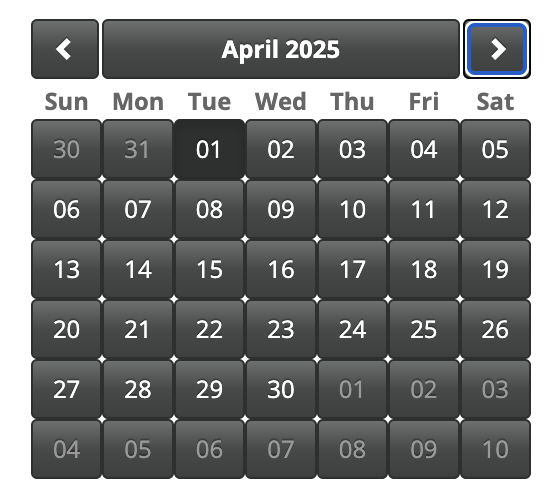 April 2025
Sun Mon Tue Wed Thu Fri Sat
30 31 01 02 03 04 05
06 07 08 09 10 11 12
13 14 15 16 17 18 19
20 21 22 23 24 25 26
27 28 29 30 01 02 03
04 05 06 07 08 09 10